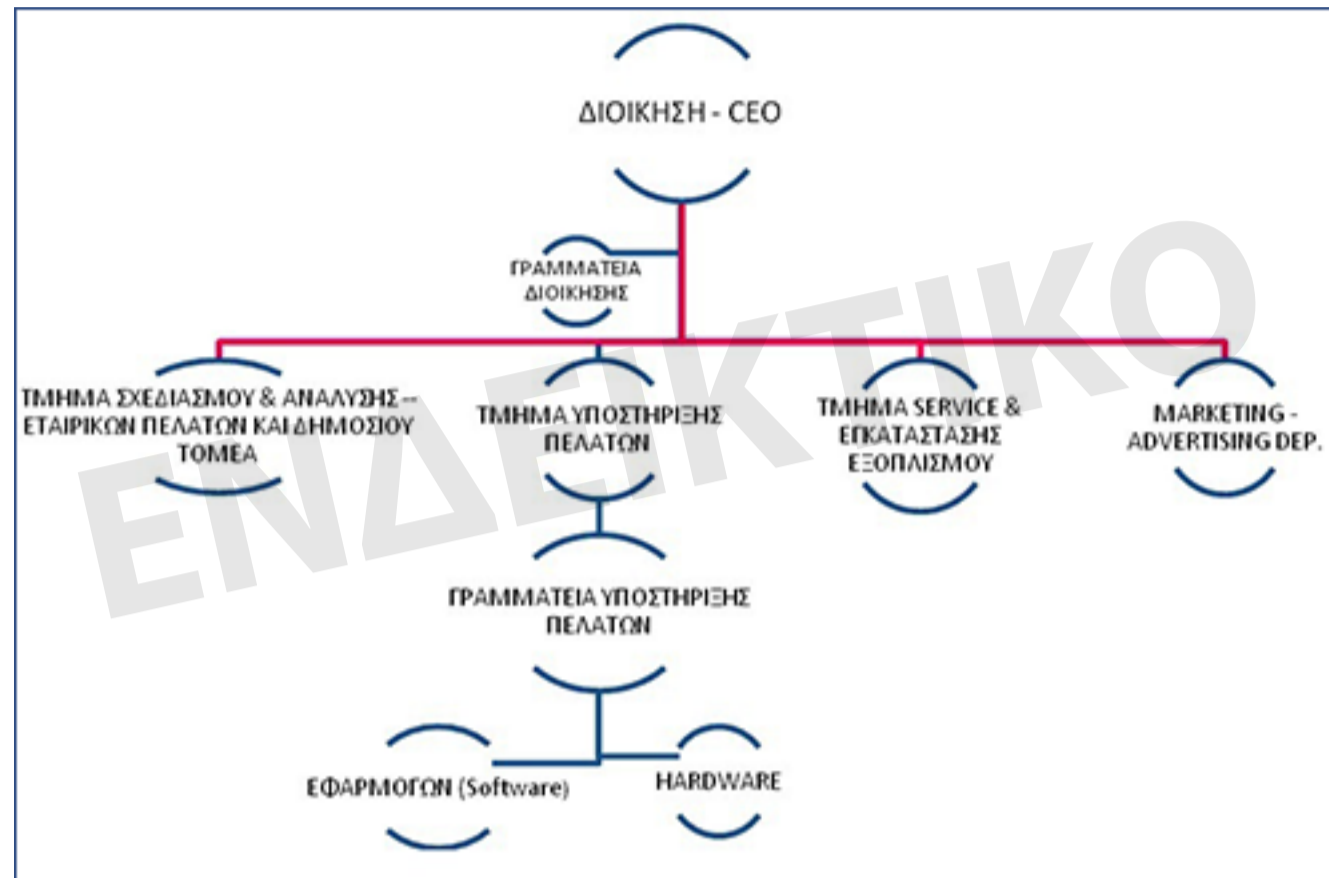 ΔΙΟΙΚΗΣΗ - CEO
ΓΡΑΜΜΑΤΕΙΑ
ΔΙΟΙΚΗΣΗΣ
ΤΜΗΜΑ ΣΧΕΔΙΑΣΜΟΥ & ΑΝΑΛΥΣΗΣ --
ΕΤΑΙΡΙΚΩΝ ΠΕΛΑΤΩΝ ΚΑΙ ΔΗΜΟΣΙΟΥ
ΤΟΜΕΑ
ΤΜΗΜΑ ΥΠΟΣΤΗΡΙΞΗΣ
ΠΕΛΑΤΩΝ
ΤΜΗΜΑ SERVICE &
ΕΓΚΑΤΑΣΤΑΣΗΣ
ΕΞΟΠΛΙΣΜΟΥ
MARKETING -
ADVERTISING DEP.
ΕΝΔΕΙΚΤΙΚΟ
ΓΡΑΜΜΑΤΕΙΑ ΥΠΟΣΤΗΡΙΞΗΣ
ΠΕΛΑΤΩΝ
ΕΦΑΡΜΟΓΩΝ (Software)
HARDWARE